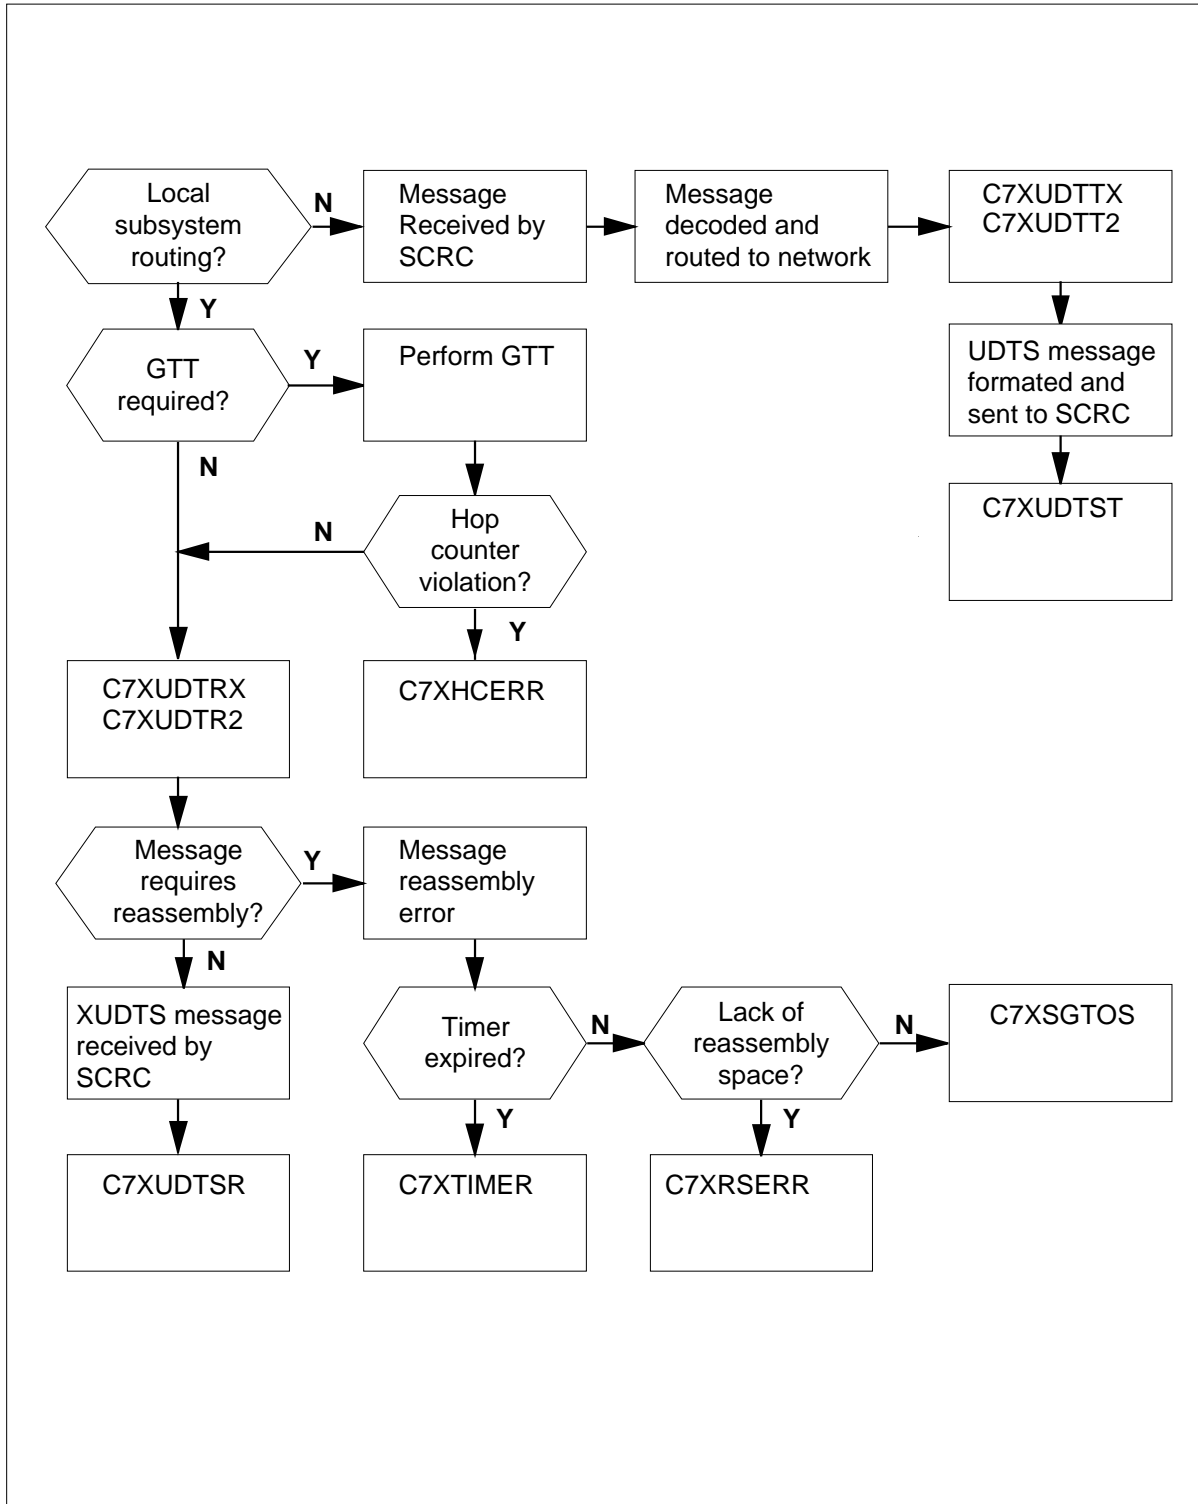 Local
subsystem
routing?
N
Message
Received by
SCRC
Message
decoded and
routed to network
C7XUDTTX
C7XUDTT2
Y
GTT
required?
Y
Perform GTT
UDTS message
formated and
sent to SCRC
N
N
Hop
counter
violation?
C7XUDTST
Y
C7XUDTRX
C7XUDTR2
C7XHCERR
Message
requires
reassembly?
Y
Message
reassembly
error
N
XUDTS message
received by
SCRC
Timer
expired?
N
Lack of
reassembly
space?
N
C7XSGTOS
Y
Y
C7XUDTSR
C7XTIMER
C7XRSERR